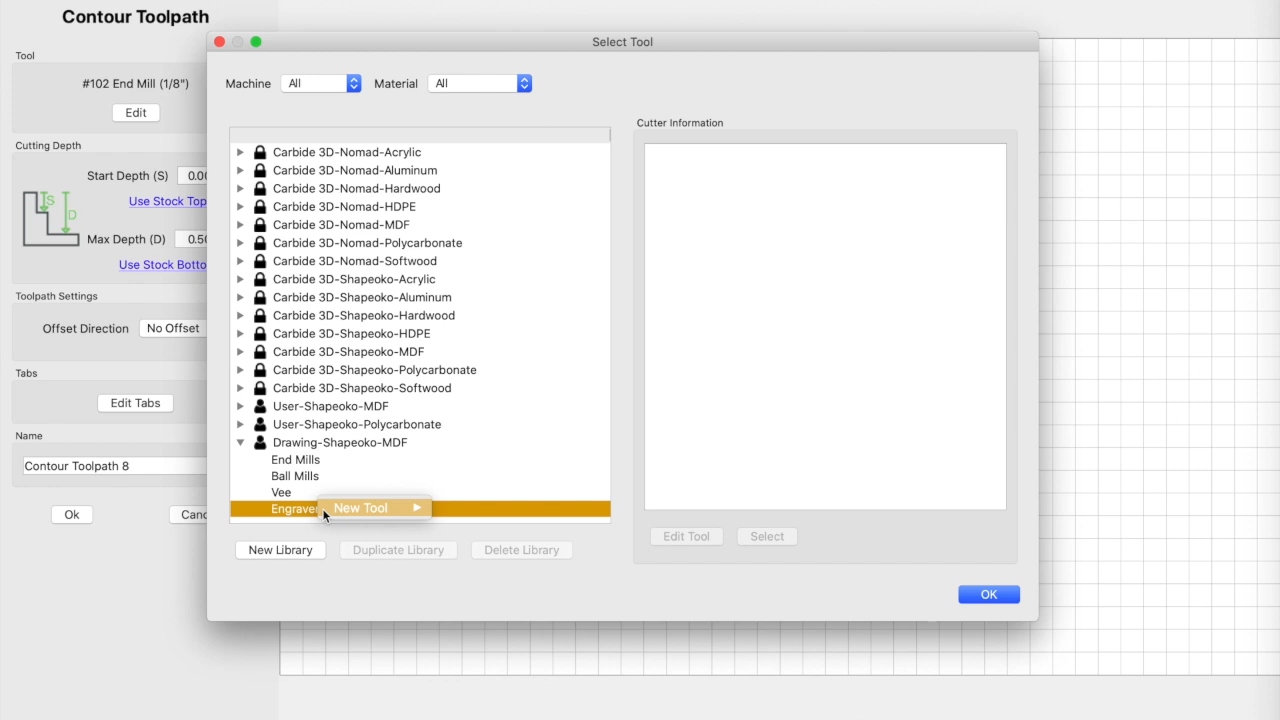 Contour Toolpath
Tool
#102 End Mill (1/8")
Edit
Cutting Depth
Start Depth (S) 0.00
Use Stock Top
S
D
Max Depth (D) 0.50
Use Stock Botto
Toolpath Settings
Offset Direction No Offset
Tabs
Edit Tabs
Name
Contour Toolpath 8
Ok Canc
Select Tool
Machine All Material All
Carbide 3D-Nomad-Acrylic
Carbide 3D-Nomad-Aluminum
Carbide 3D-Nomad-Hardwood
Carbide 3D-Nomad-HDPE
Carbide 3D-Nomad-MDF
Carbide 3D-Nomad-Polycarbonate
Carbide 3D-Nomad-Softwood
Carbide 3D-Shapeoko-Acrylic
Carbide 3D-Shapeoko-Aluminum
Carbide 3D-Shapeoko-Hardwood
Carbide 3D-Shapeoko-HDPE
Carbide 3D-Shapeoko-MDF
Carbide 3D-Shapeoko-Polycarbonate
Carbide 3D-Shapeoko-Softwood
User-Shapeoko-MDF
User-Shapeoko-Polycarbonate
Drawing-Shapeoko-MDF
End Mills
Ball Mills
Vee
Engraver New Tool
New Library Duplicate Library Delete Library
Cutter Information
Edit Tool Select
OK